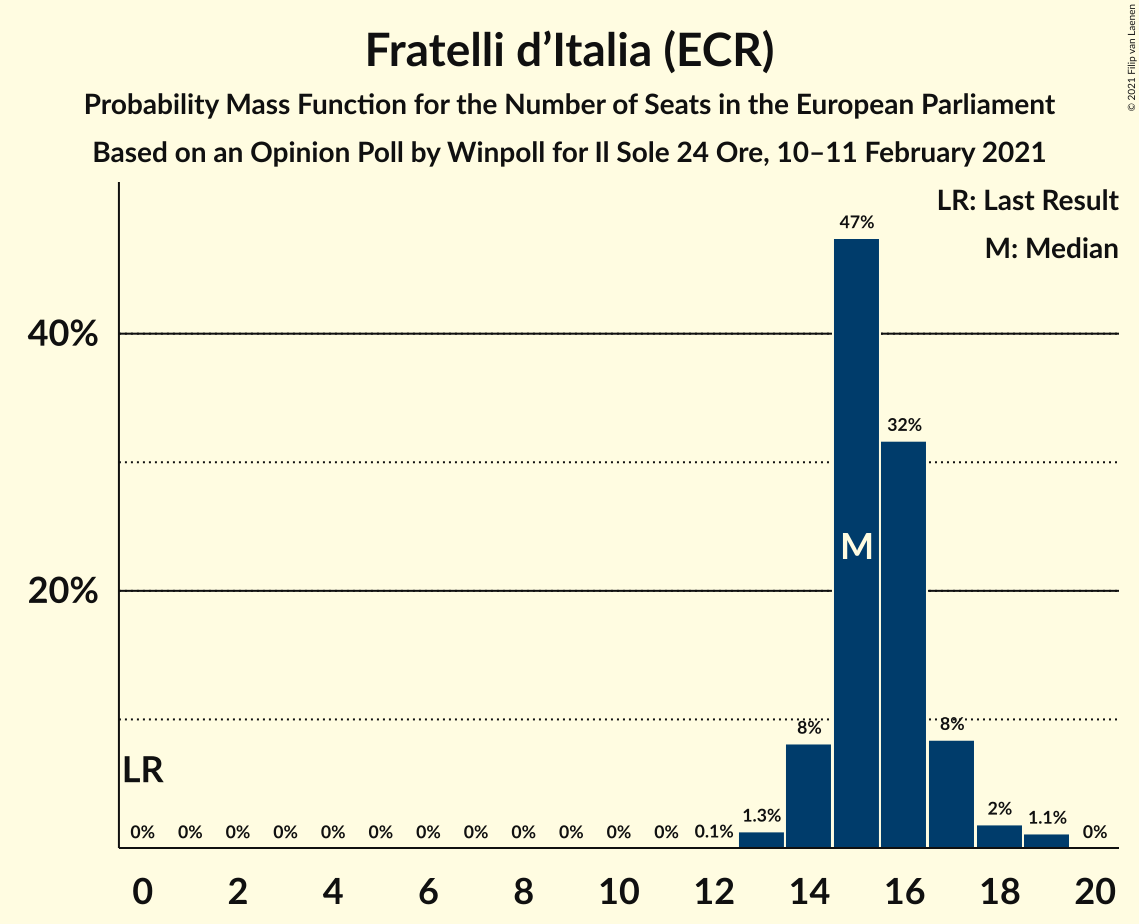 Fratelli d’Italia (ECR)
Probability Mass Function for the Number of Seats in the European Parliament
Based on an Opinion Poll by Winpoll for Il Sole 24 Ore, 10–11 February 2021
© 2021 Filip van Laenen
LR: Last Result
M: Median
47%
40%
32%
M
20%
8%
8%
LR
0% 0% 0% 0% 0% 0% 0% 0% 0% 0% 0% 0% 0.1% 1.3% 2% 1.1% 0%
0 2 4 6 8 10 12 14 16 18 20